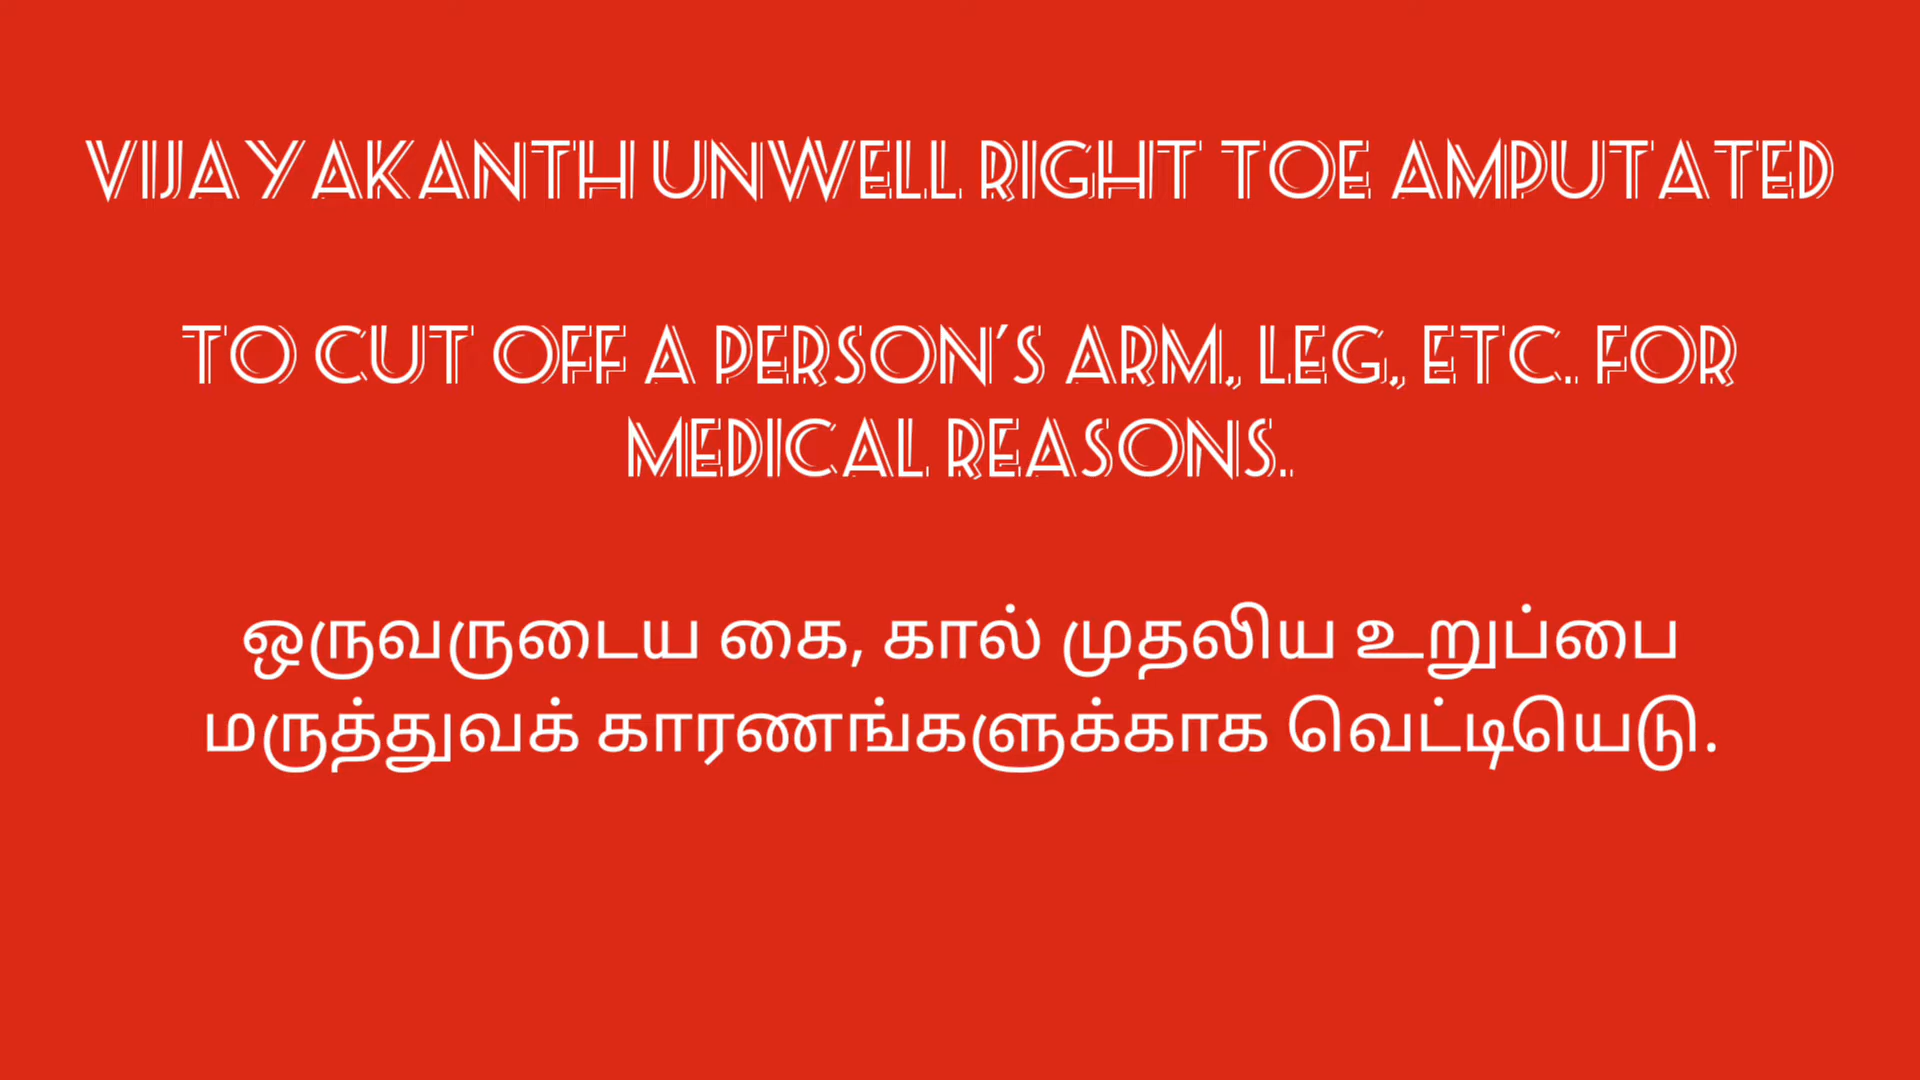 VIJAYAKANTH UNWELL RIGHT TOE AMPUTATED
TO CUT OFF A PERSON'S ARM, LEG, ETC. FOR
MEDICAL REASONS..
ஒருவருடைய கை, கால் முதலிய உறுப்பை
மருத்துவக் காரணங்களுக்காக வெட்டியெடு.